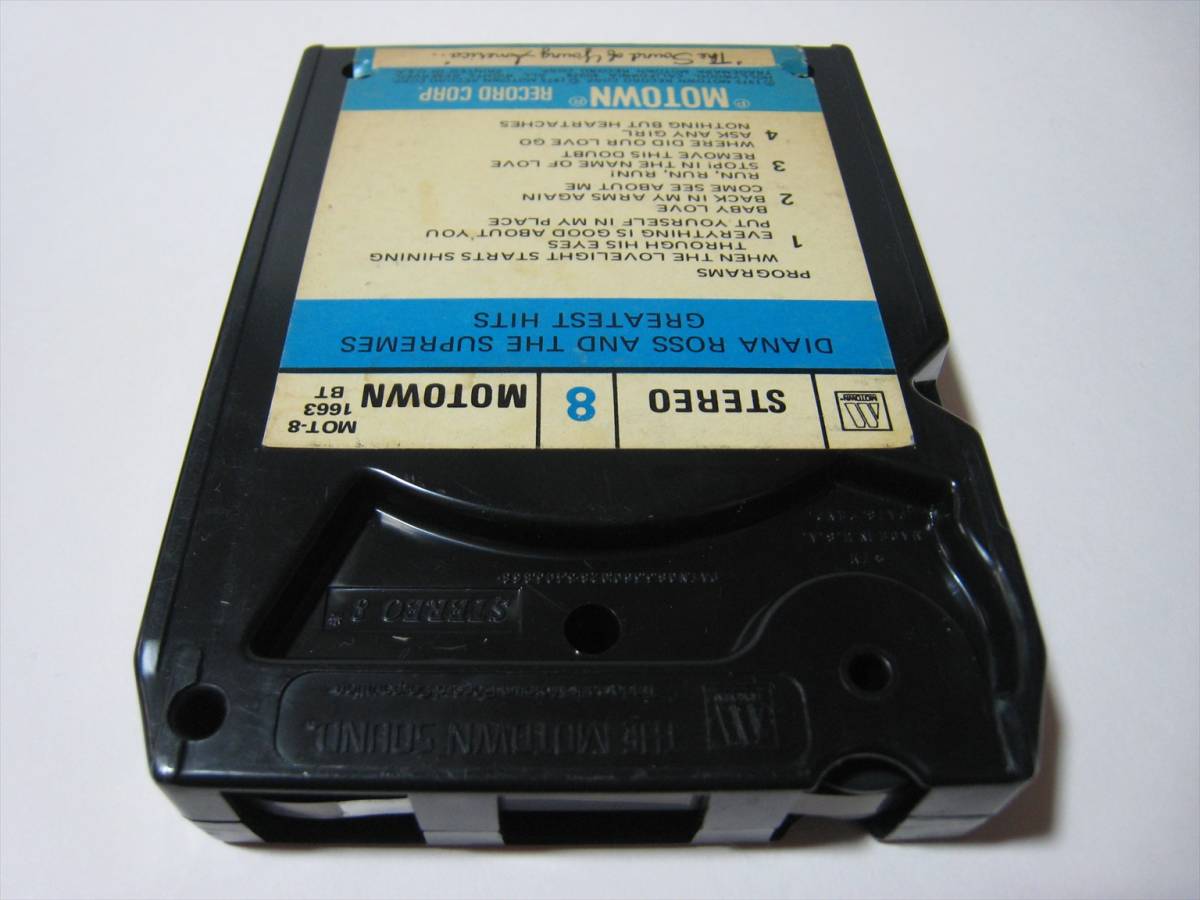 MOTOWN
STEREO
8
MOTOWN
MOT-8
1663
BT
DIANA ROSS AND THE SUPREMES
GREATEST HITS
PROGRAMS
WHEN THE LOVELIGHT STARTS SHINING
THROUGH HIS EYES
1 EVERYTHING IS GOOD ABOUT YOU
PUT YOURSELF IN MY PLACE
BABY LOVE
2 BACK IN MY ARMS AGAIN
COME SEE ABOUT ME
RUN, RUN, RUN!
3 STOP! IN THE NAME OF LOVE
REMOVE THIS DOUBT
WHERE DID OUR LOVE GO
4 ASK ANY GIRL
NOTHING BUT HEARTACHES
℗ MOTOWN ® RECORD CORP.
"The Sound of Young America"
MADE IN U.S.A.
STEREO 8
THE MOTOWN SOUND